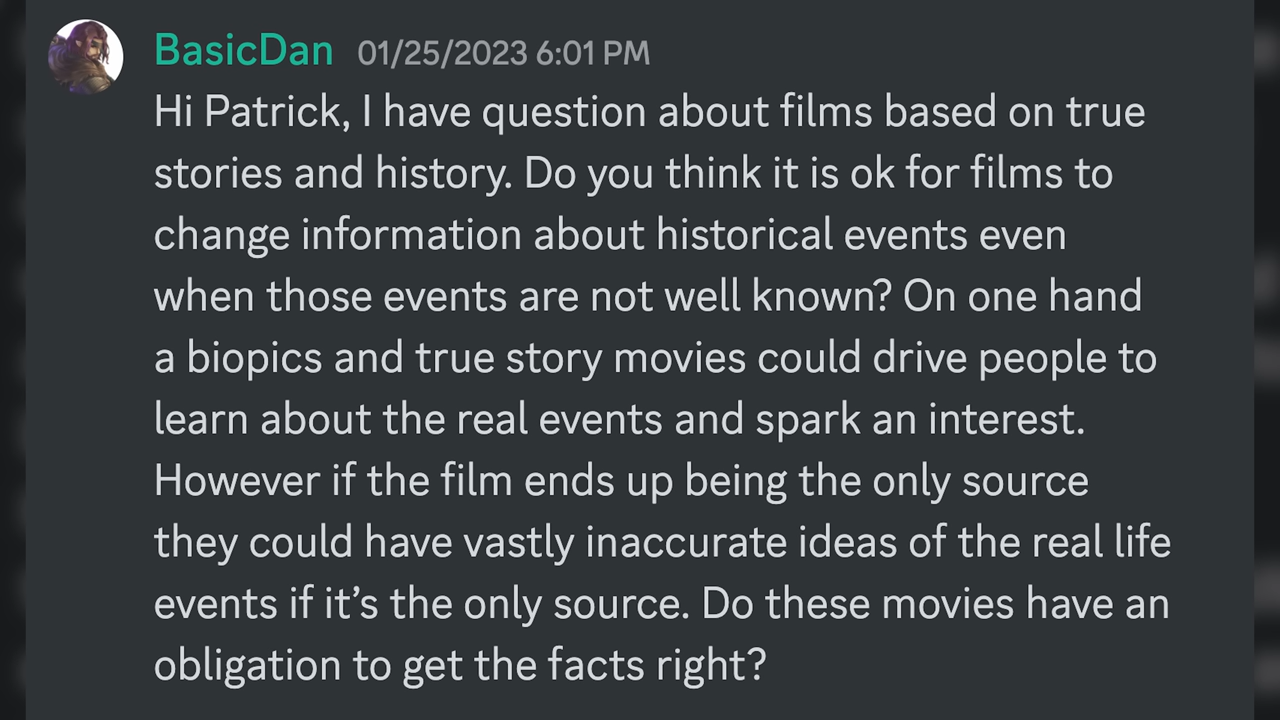 BasicDan 01/25/2023 6:01 PM
Hi Patrick, I have question about films based on true
stories and history. Do you think it is ok for films to
change information about historical events even
when those events are not well known? On one hand
a biopics and true story movies could drive people to
learn about the real events and spark an interest.
However if the film ends up being the only source
they could have vastly inaccurate ideas of the real life
events if it’s the only source. Do these movies have an
obligation to get the facts right?